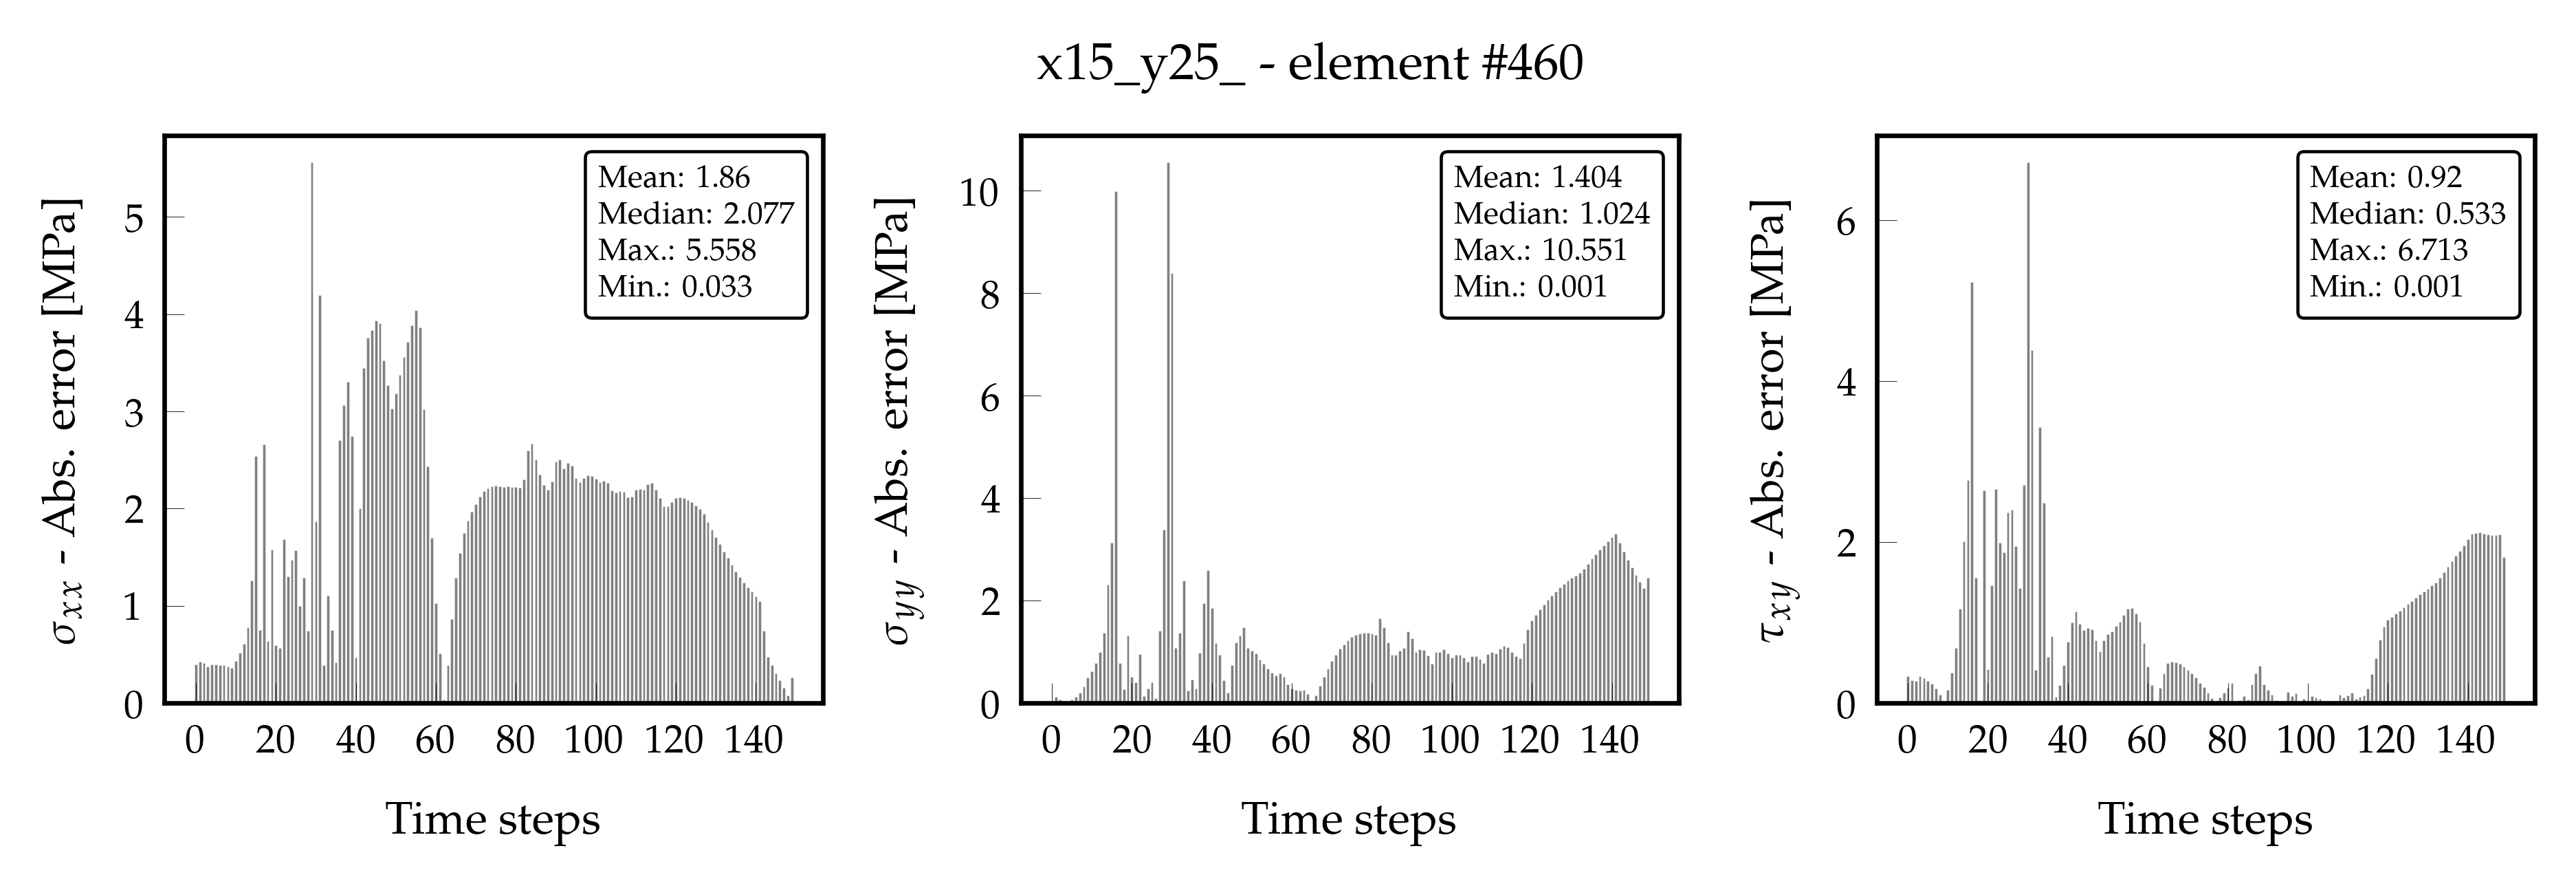 x15_y25_ - element #460
σxx - Abs. error [MPa]
5
4
3
2
1
0
0 20 40 60 80 100 120 140
Time steps
Mean: 1.86
Median: 2.077
Max.: 5.558
Min.: 0.033
σyy - Abs. error [MPa]
10
8
6
4
2
0
0 20 40 60 80 100 120 140
Time steps
Mean: 1.404
Median: 1.024
Max.: 10.551
Min.: 0.001
τxy - Abs. error [MPa]
6
4
2
0
0 20 40 60 80 100 120 140
Time steps
Mean: 0.92
Median: 0.533
Max.: 6.713
Min.: 0.001